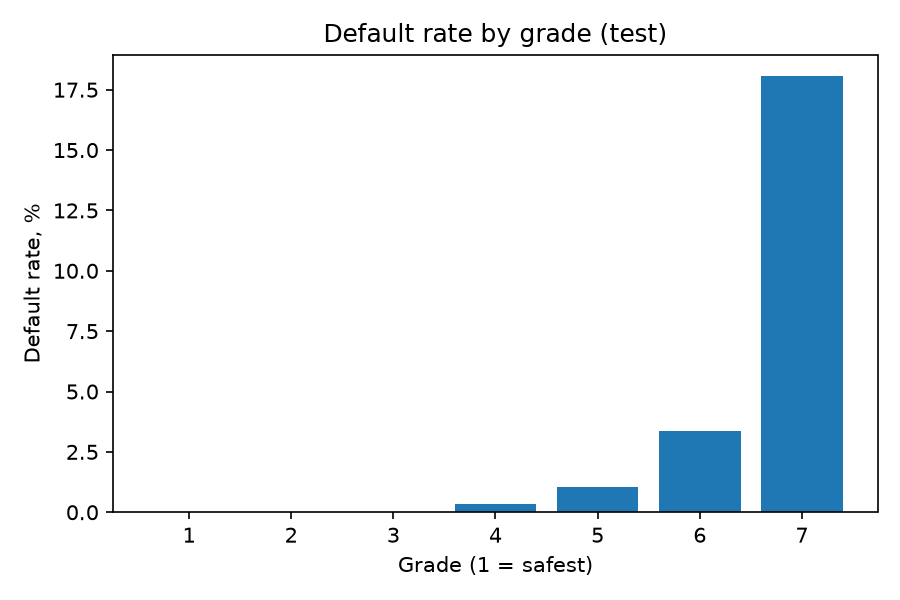 Default rate by grade (test)
Default rate, %
17.5
15.0
12.5
10.0
7.5
5.0
2.5
0.0
1 2 3 4 5 6 7
Grade (1 = safest)